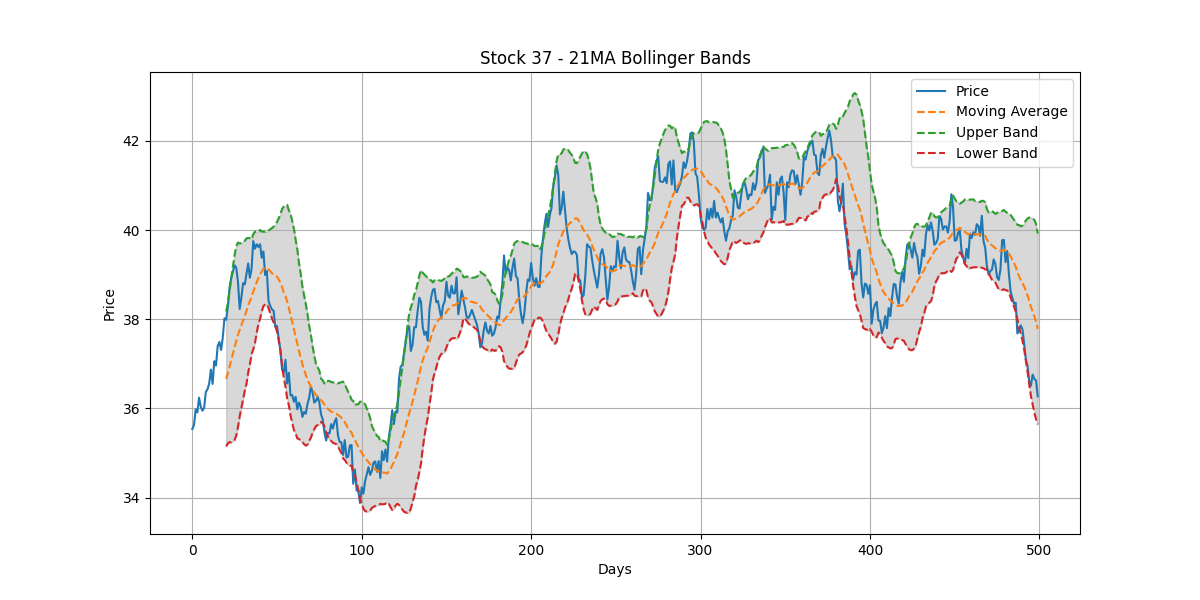 Stock 37 - 21MA Bollinger Bands
Price
Moving Average
Upper Band
Lower Band
42
40
38
36
34
Price
0
100
200
300
400
500
Days